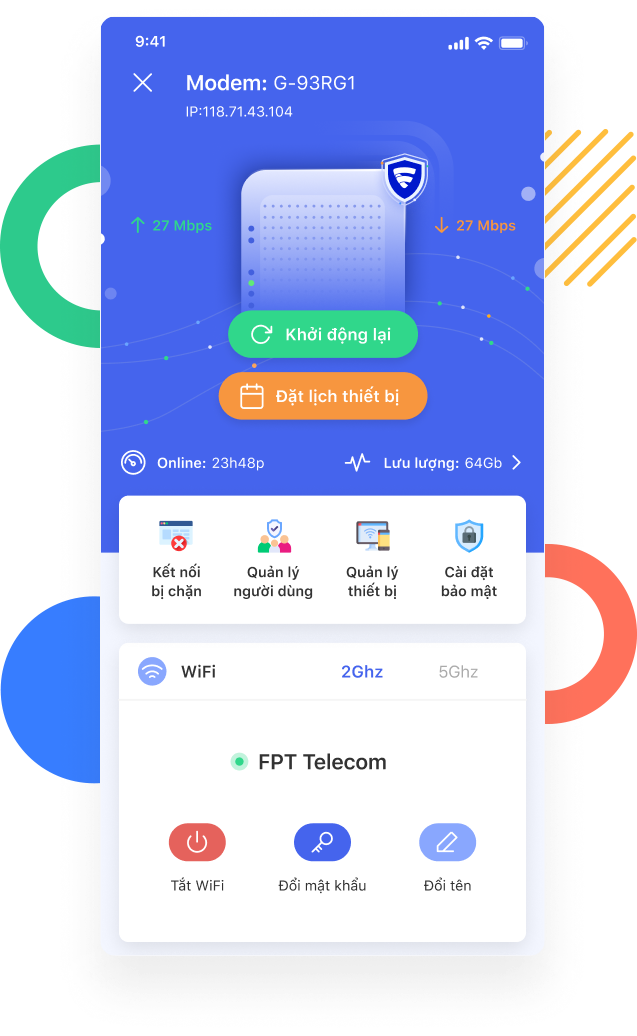 9:41
Modem: G-93RG1
IP:118.71.43.104
27 Mbps
27 Mbps
Khởi động lại
Đặt lịch thiết bị
Online: 23h48p
Lưu lượng: 64Gb
Kết nối
bị chặn
Quản lý
người dùng
Quản lý
thiết bị
Cài đặt
bảo mật
WiFi
2Ghz
5Ghz
FPT Telecom
Tắt WiFi
Đổi mật khẩu
Đổi tên